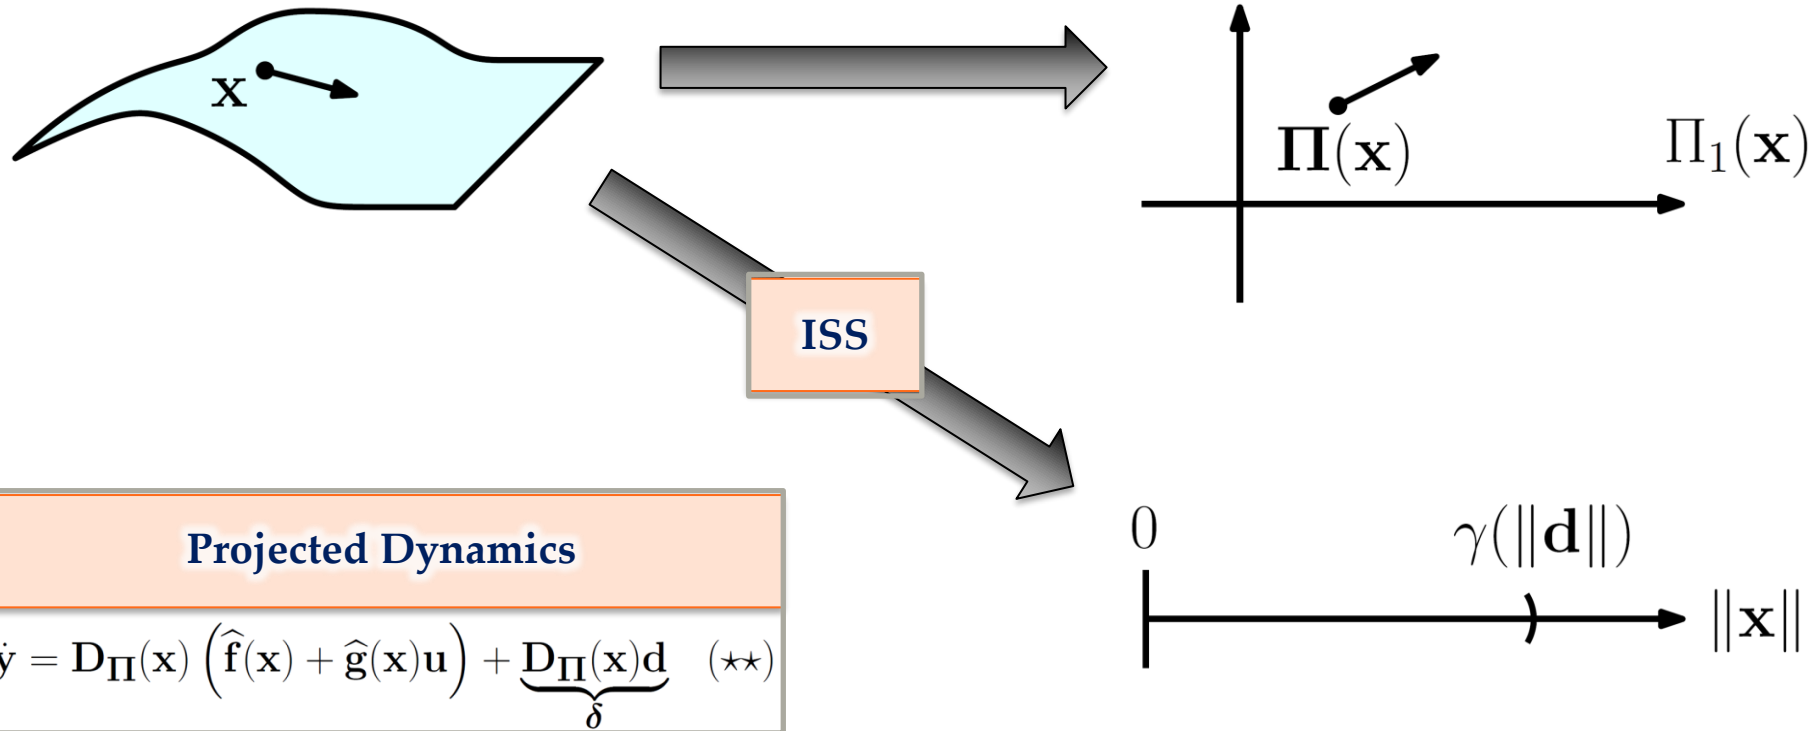 x
Π(x)
Π₁(x)
ISS
0
γ(‖d‖)
‖x‖
Projected Dynamics
ẏ = D_Π(x) (f̂(x) + ĝ(x)u) + D_Π(x)d (⋆⋆)
δ